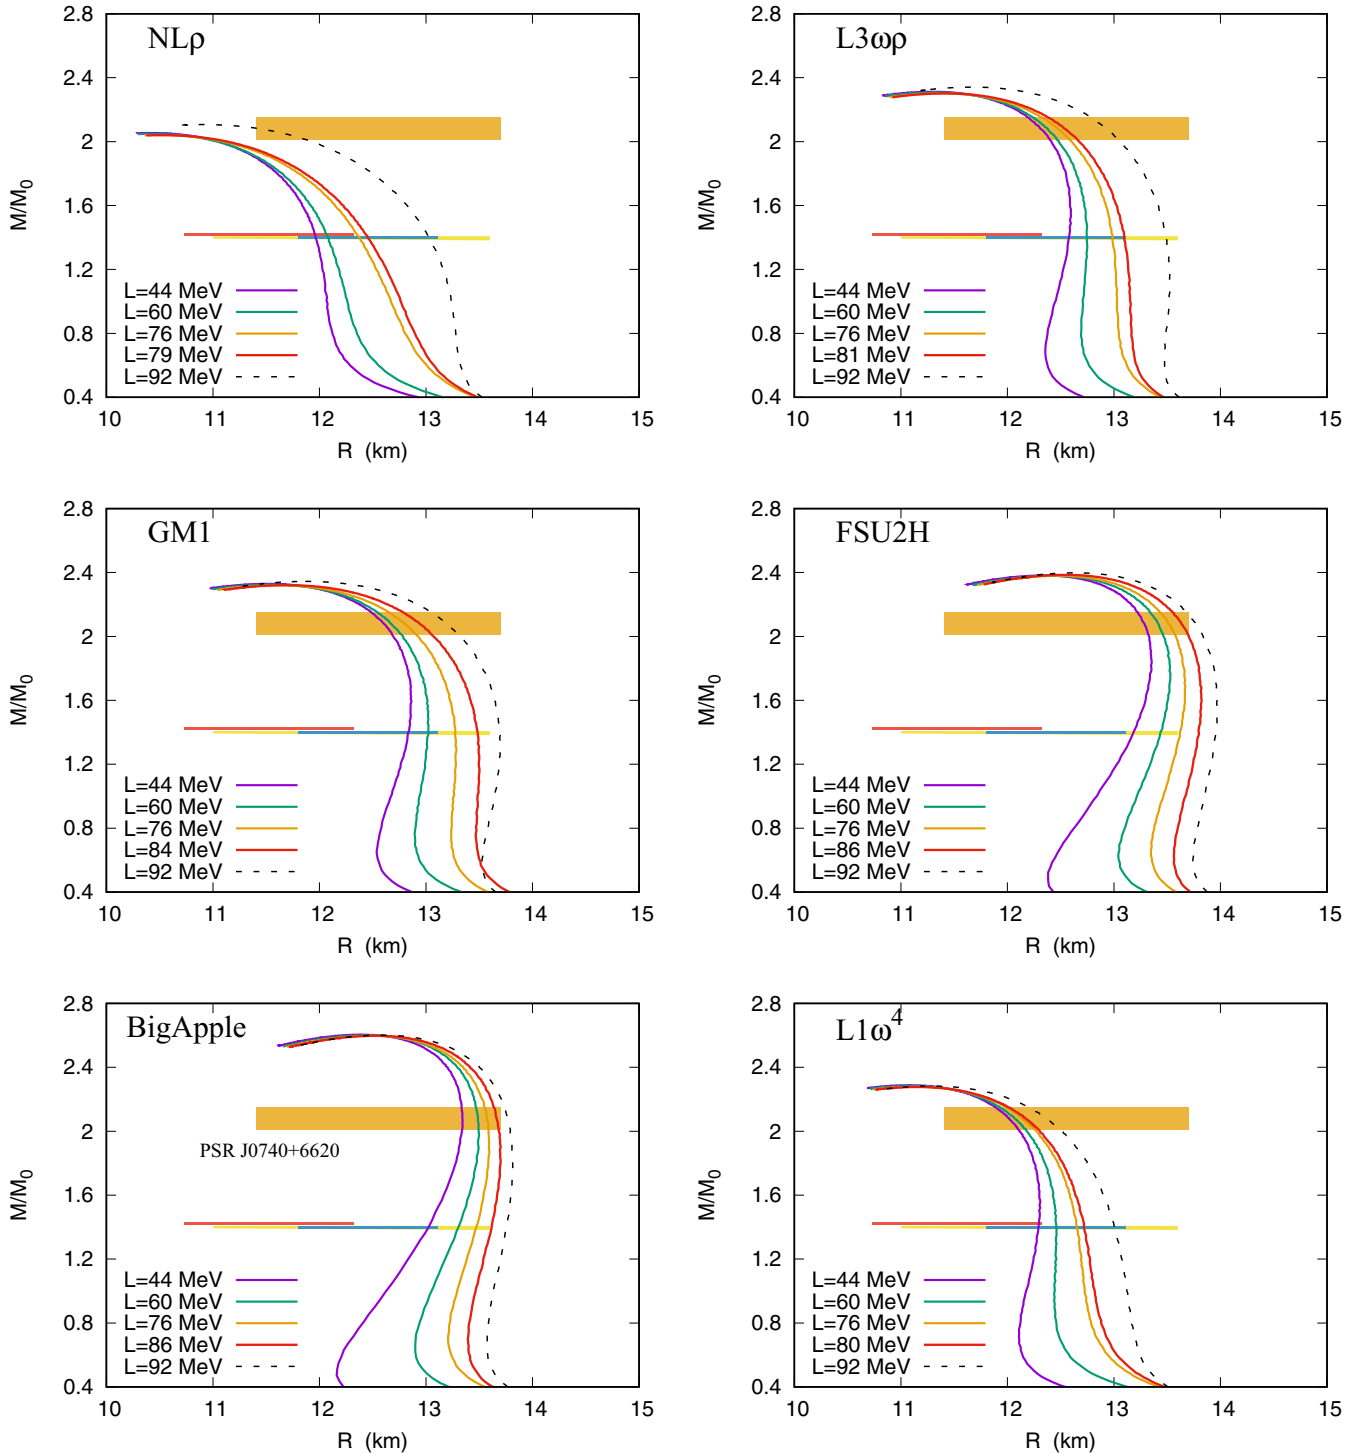 NLρ
2.8
2.4
2
1.6
1.2
0.8
0.4
M/M0
L=44 MeV
L=60 MeV
L=76 MeV
L=79 MeV
L=92 MeV
10 11 12 13 14 15
R (km)
L3ωρ
2.8
2.4
2
1.6
1.2
0.8
0.4
M/M0
L=44 MeV
L=60 MeV
L=76 MeV
L=81 MeV
L=92 MeV
10 11 12 13 14 15
R (km)
GM1
2.8
2.4
2
1.6
1.2
0.8
0.4
M/M0
L=44 MeV
L=60 MeV
L=76 MeV
L=84 MeV
L=92 MeV
10 11 12 13 14 15
R (km)
FSU2H
2.8
2.4
2
1.6
1.2
0.8
0.4
M/M0
L=44 MeV
L=60 MeV
L=76 MeV
L=86 MeV
L=92 MeV
10 11 12 13 14 15
R (km)
BigApple
2.8
2.4
2
1.6
1.2
0.8
0.4
M/M0
PSR J0740+6620
L=44 MeV
L=60 MeV
L=76 MeV
L=86 MeV
L=92 MeV
10 11 12 13 14 15
R (km)
L1ω⁴
2.8
2.4
2
1.6
1.2
0.8
0.4
M/M0
L=44 MeV
L=60 MeV
L=76 MeV
L=80 MeV
L=92 MeV
10 11 12 13 14 15
R (km)